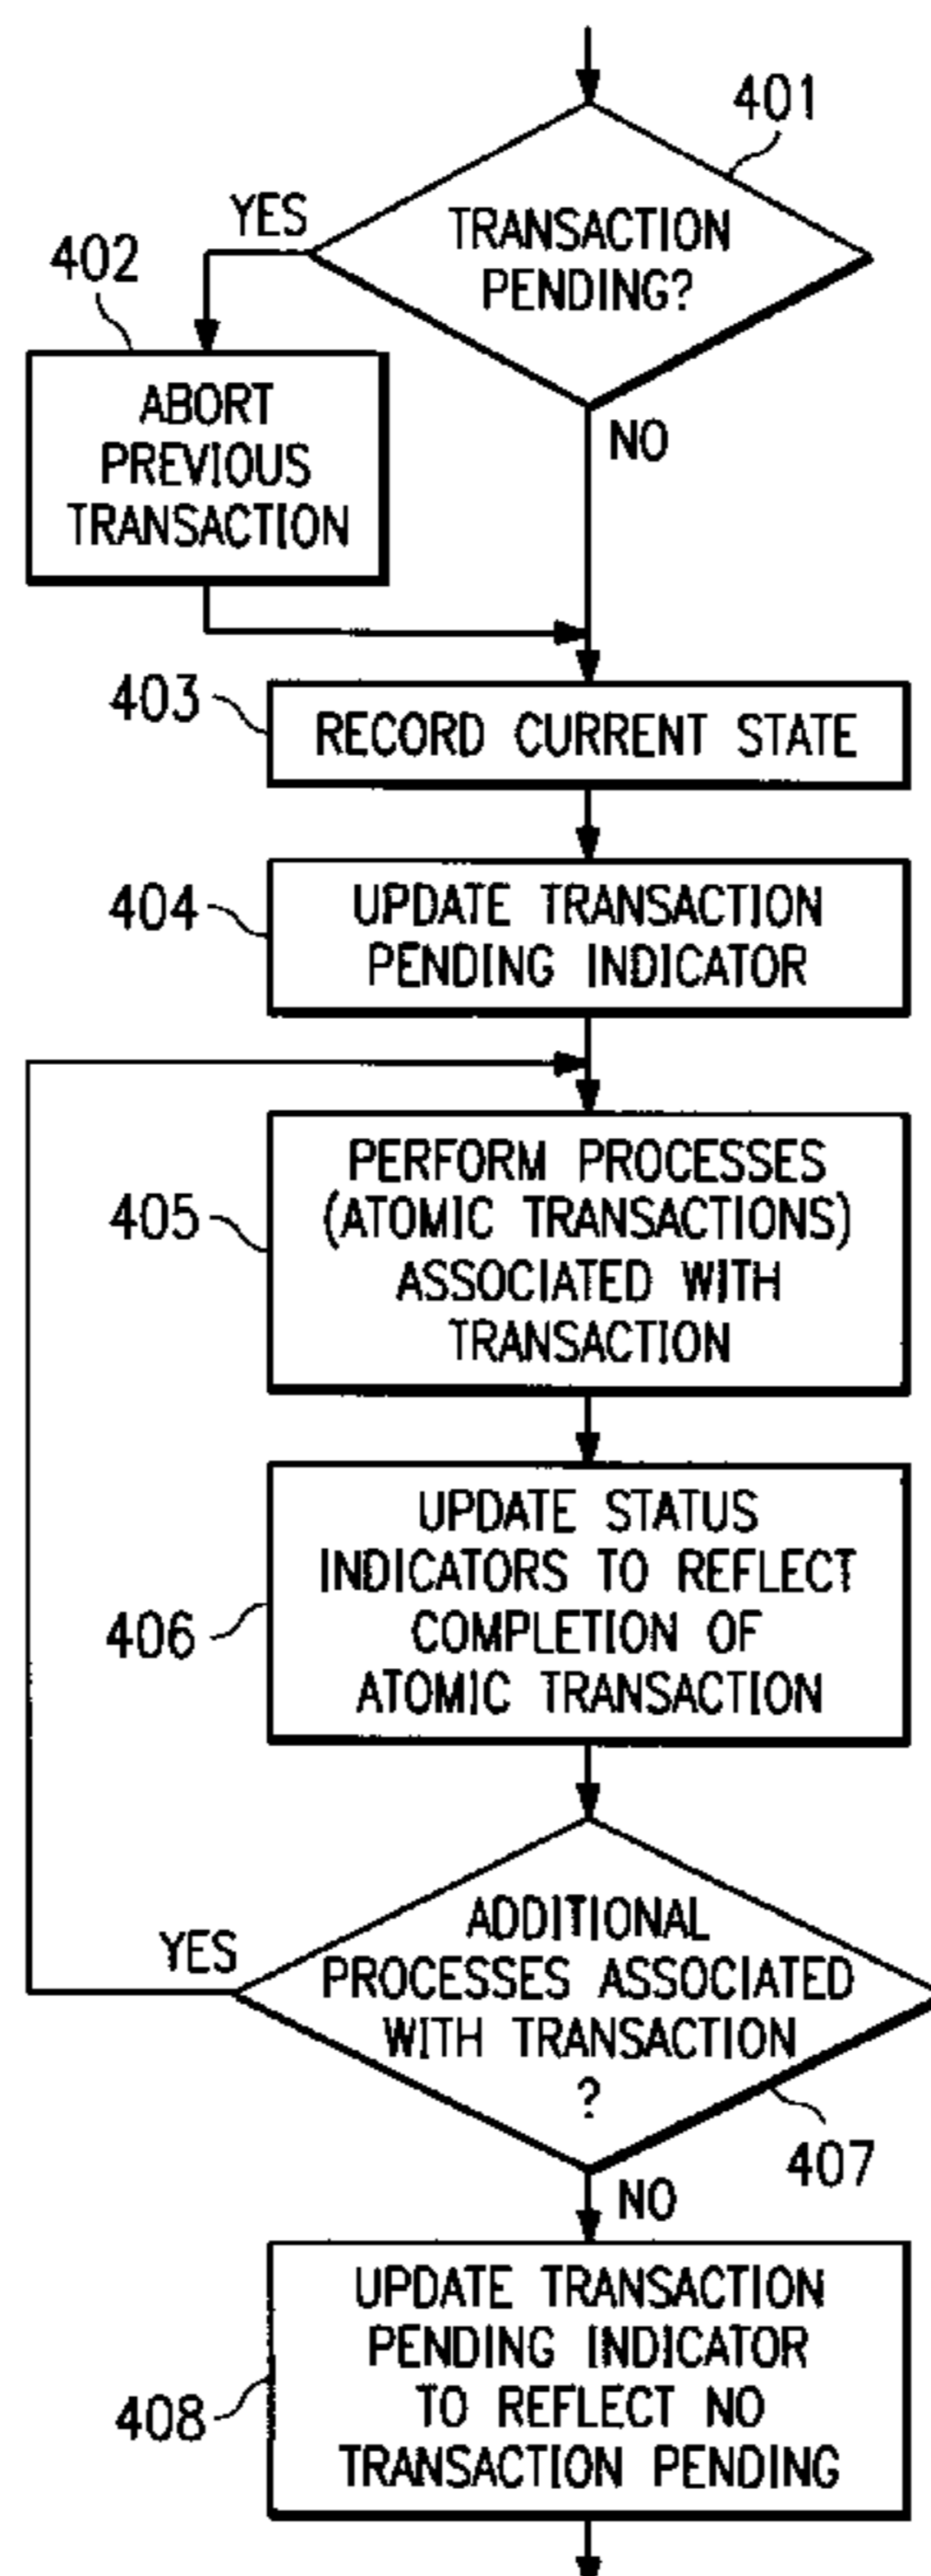 401
TRANSACTION
PENDING?
YES
NO
402
ABORT
PREVIOUS
TRANSACTION
403
RECORD CURRENT STATE
404
UPDATE TRANSACTION
PENDING INDICATOR
405
PERFORM PROCESSES
(ATOMIC TRANSACTIONS)
ASSOCIATED WITH
TRANSACTION
406
UPDATE STATUS
INDICATORS TO REFLECT
COMPLETION OF
ATOMIC TRANSACTION
YES
ADDITIONAL
PROCESSES ASSOCIATED
WITH TRANSACTION
?
407
NO
408
UPDATE TRANSACTION
PENDING INDICATOR
TO REFLECT NO
TRANSACTION PENDING